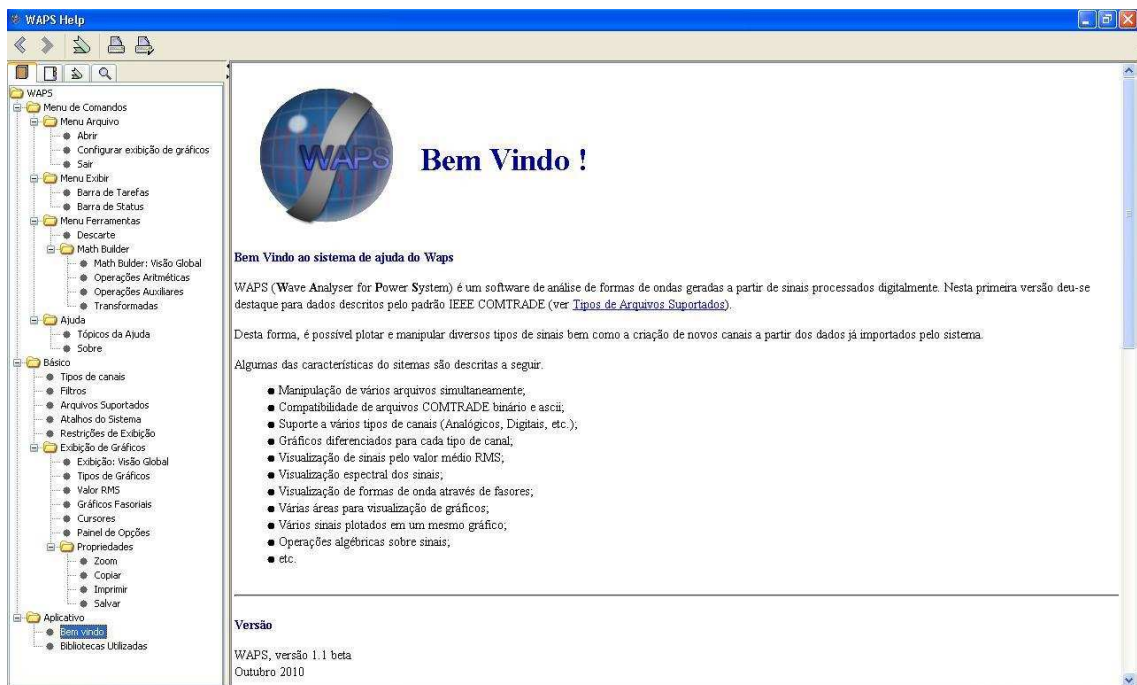 WAPS Help
WAPS
Menu de Comandos
Menu Arquivo
Abrir
Configurar exibição de gráficos
Sair
Menu Exibir
Barra de Tarefas
Barra de Status
Menu Ferramentas
Descarte
Math Builder
Math Bulder: Visão Global
Operações Aritméticas
Operações Auxiliares
Transformadas
Ajuda
Tópicos da Ajuda
Sobre
Básico
Tipos de canais
Filtros
Arquivos Suportados
Atalhos do Sistema
Restrições de Exibição
Exibição de Gráficos
Exibição: Visão Global
Tipos de Gráficos
Valor RMS
Gráficos Fasoriais
Cursores
Painel de Opções
Propriedades
Zoom
Copiar
Imprimir
Salvar
Aplicativo
Bem vindo
Bibliotecas Utilizadas
WAPS
Bem Vindo !
Bem Vindo ao sistema de ajuda do Waps
WAPS (Wave Analyser for Power System) é um software de análise de formas de ondas geradas a partir de sinais processados digitalmente. Nesta primeira versão deu-se
destaque para dados descritos pelo padrão IEEE COMTRADE (ver Tipos de Arquivos Suportados).
Desta forma, é possível plotar e manipular diversos tipos de sinais bem como a criação de novos canais a partir dos dados já importados pelo sistema.
Algumas das características do sitemas são descritas a seguir.
● Manipulação de vários arquivos simultaneamente;
● Compatibilidade de arquivos COMTRADE binário e ascii;
● Suporte a vários tipos de canais (Analógicos, Digitais, etc.);
● Gráficos diferenciados para cada tipo de canal;
● Visualização de sinais pelo valor médio RMS;
● Visualização espectral dos sinais;
● Visualização de formas de onda através de fasores;
● Várias áreas para visualização de gráficos;
● Vários sinais plotados em um mesmo gráfico;
● Operações algébricas sobre sinais;
● etc.
Versão
WAPS, versão 1.1 beta
Outubro 2010